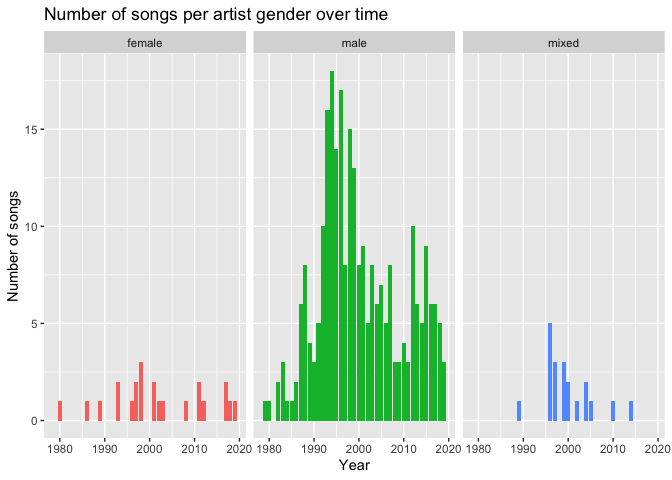 Number of songs per artist gender over time
female male mixed
15
10
5
0
1980 1990 2000 2010 2020 1980 1990 2000 2010 2020 1980 1990 2000 2010 2020
Number of songs
Year